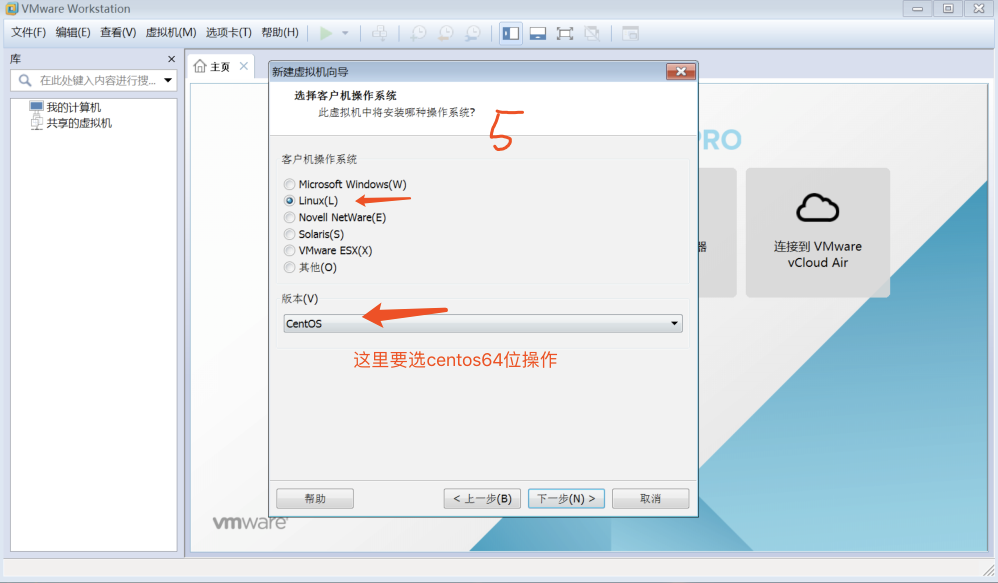 VMware Workstation
文件(F) 编辑(E) 查看(V) 虚拟机(M) 选项卡(T) 帮助(H)
库
在此处键入内容进行搜...
我的计算机
共享的虚拟机
主页
新建虚拟机向导
选择客户机操作系统
此虚拟机中将安装哪种操作系统?
5
PRO
客户机操作系统
Microsoft Windows(W)
Linux(L)
Novell NetWare(E)
Solaris(S)
VMware ESX(X)
其他(O)
版本(V)
CentOS
这里要选centos64位操作
器
连接到 VMware
vCloud Air
帮助
< 上一步(B)
下一步(N) >
取消
vmware